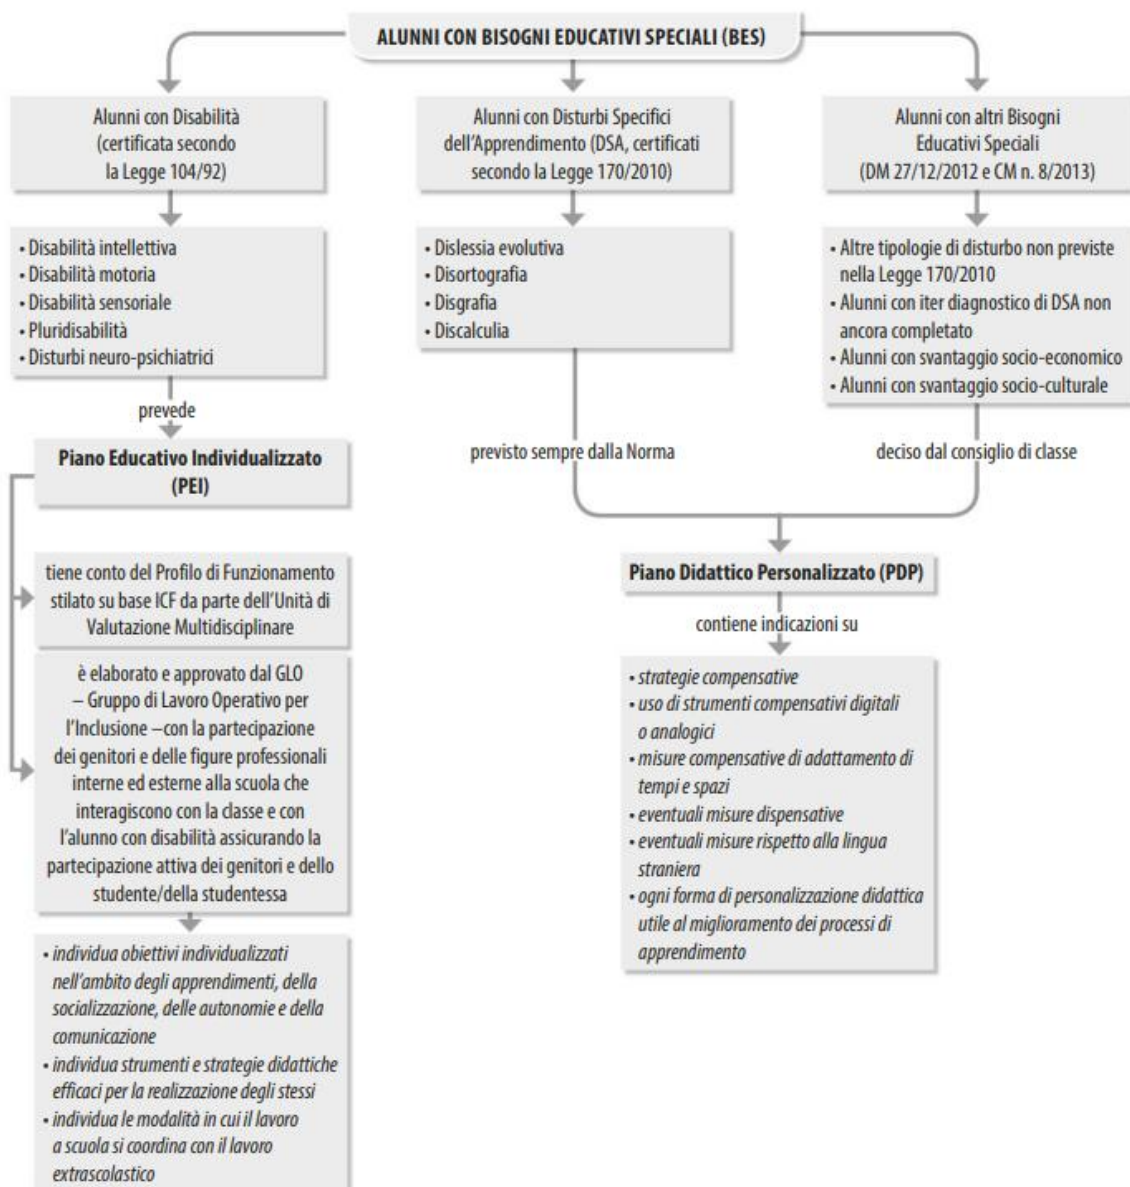 ALUNNI CON BISOGNI EDUCATIVI SPECIALI (BES)
Alunni con Disabilità
(certificata secondo
la Legge 104/92)
• Disabilità intellettiva
• Disabilità motoria
• Disabilità sensoriale
• Pluridisabilità
• Disturbi neuro-psichiatrici
prevede
Piano Educativo Individualizzato
(PEI)
tiene conto del Profilo di Funzionamento
stilato su base ICF da parte dell’Unità di
Valutazione Multidisciplinare
è elaborato e approvato dal GLO
– Gruppo di Lavoro Operativo per
l’Inclusione –con la partecipazione
dei genitori e delle figure professionali
interne ed esterne alla scuola che
interagiscono con la classe e con
l’alunno con disabilità assicurando la
partecipazione attiva dei genitori e dello
studente/della studentessa
• individua obiettivi individualizzati
nell’ambito degli apprendimenti, della
socializzazione, delle autonomie e della
comunicazione
• individua strumenti e strategie didattiche
efficaci per la realizzazione degli stessi
• individua le modalità in cui il lavoro
a scuola si coordina con il lavoro
extrascolastico
Alunni con Disturbi Specifici
dell’Apprendimento (DSA, certificati
secondo la Legge 170/2010)
• Dislessia evolutiva
• Disortografia
• Disgrafia
• Discalculia
previsto sempre dalla Norma
Alunni con altri Bisogni
Educativi Speciali
(DM 27/12/2012 e CM n. 8/2013)
• Altre tipologie di disturbo non previste
nella Legge 170/2010
• Alunni con iter diagnostico di DSA non
ancora completato
• Alunni con svantaggio socio-economico
• Alunni con svantaggio socio-culturale
deciso dal consiglio di classe
Piano Didattico Personalizzato (PDP)
contiene indicazioni su
• strategie compensative
• uso di strumenti compensativi digitali
o analogici
• misure compensative di adattamento di
tempi e spazi
• eventuali misure dispensative
• eventuali misure rispetto alla lingua
straniera
• ogni forma di personalizzazione didattica
utile al miglioramento dei processi di
apprendimento